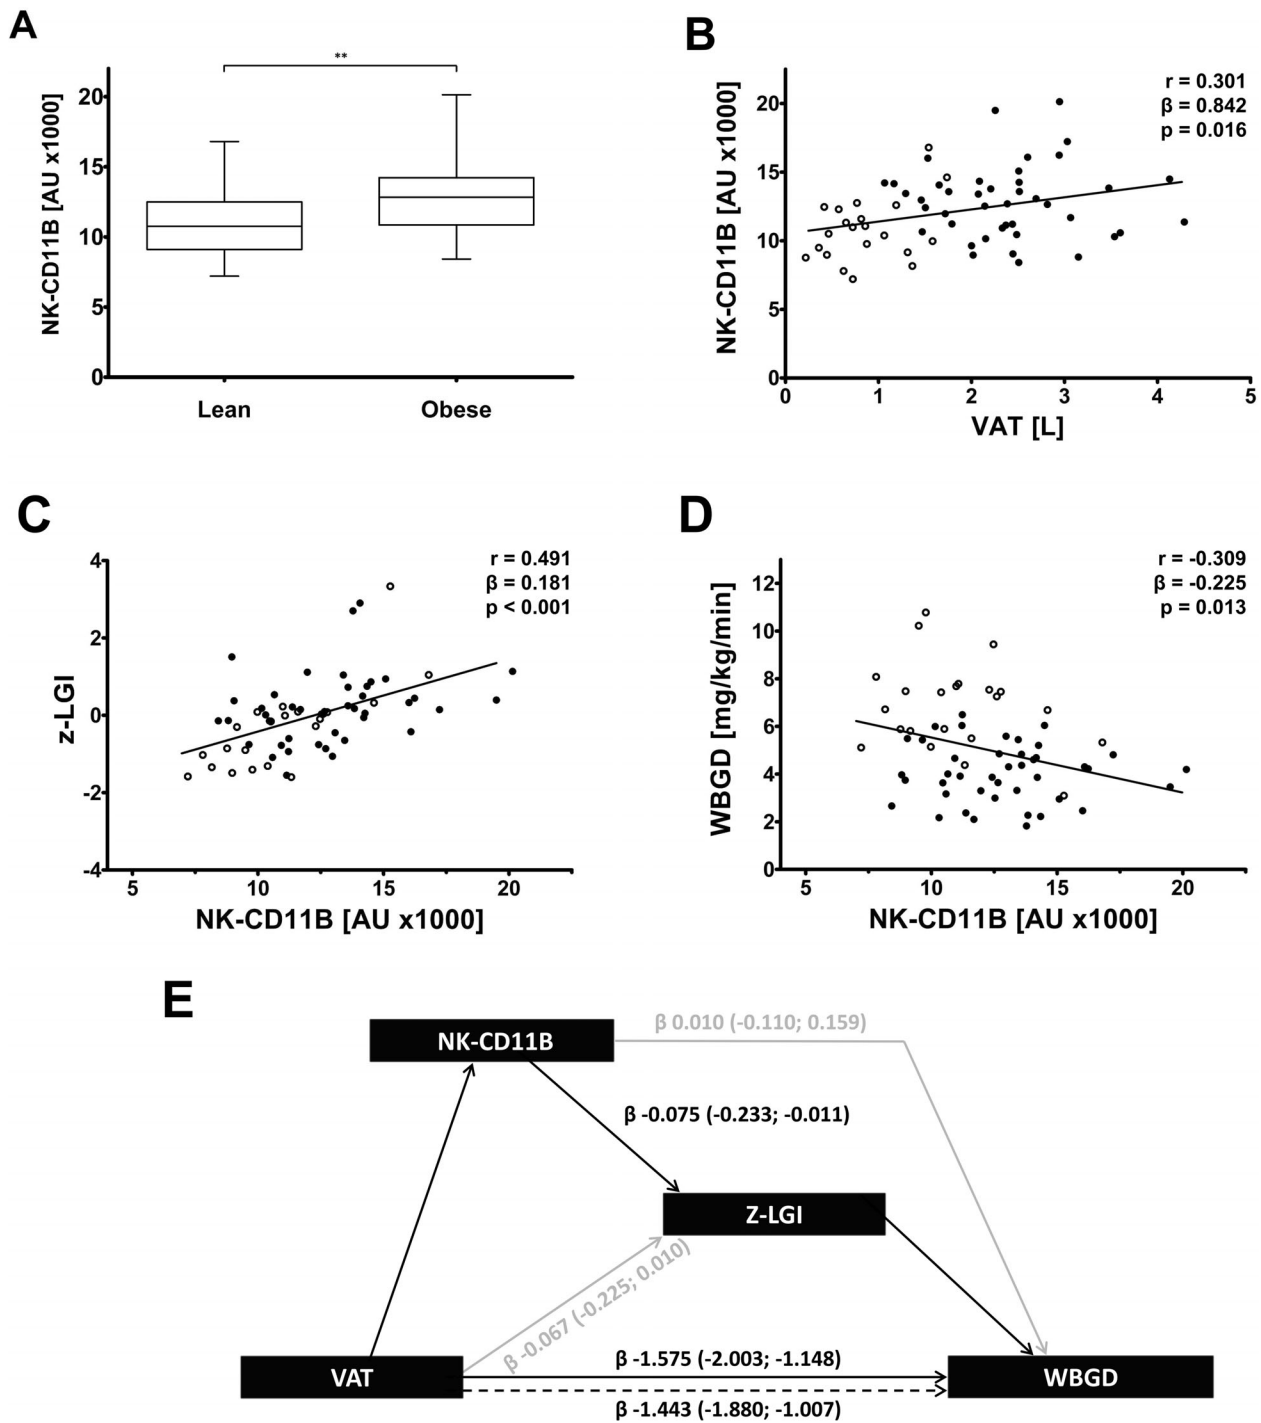 A
**
NK-CD11B [AU x1000]
20
15
10
5
0
Lean Obese
B
r = 0.301
β = 0.842
p = 0.016
NK-CD11B [AU x1000]
20
15
10
5
0
0 1 2 3 4 5
VAT [L]
C
r = 0.491
β = 0.181
p < 0.001
z-LGI
4
2
0
-2
-4
5 10 15 20
NK-CD11B [AU x1000]
D
r = -0.309
β = -0.225
p = 0.013
WBGD [mg/kg/min]
12
10
8
6
4
2
0
5 10 15 20
NK-CD11B [AU x1000]
E
β 0.010 (-0.110; 0.159)
NK-CD11B
β -0.075 (-0.233; -0.011)
Z-LGI
β -0.067 (-0.225; 0.010)
β -1.575 (-2.003; -1.148)
VAT WBGD
β -1.443 (-1.880; -1.007)